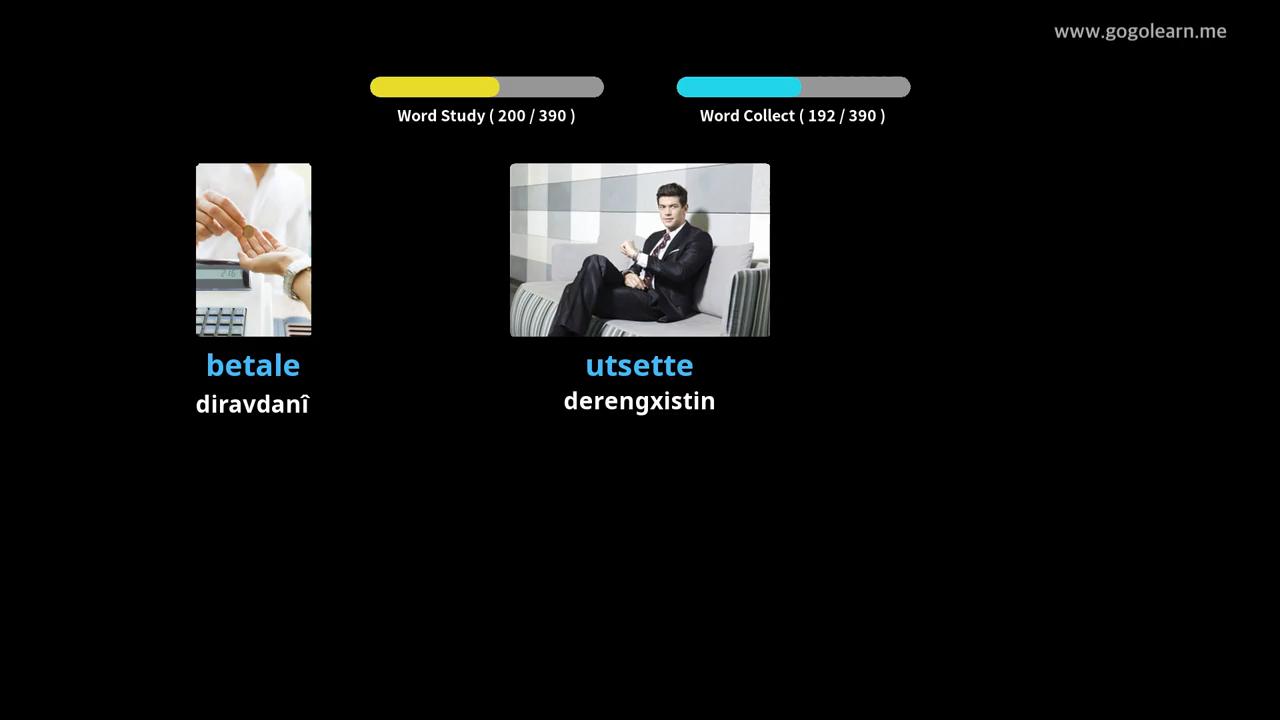 www.gogolearn.me
Word Study ( 200 / 390 )
Word Collect ( 192 / 390 )
betale
diravdanî
utsette
derengxistin